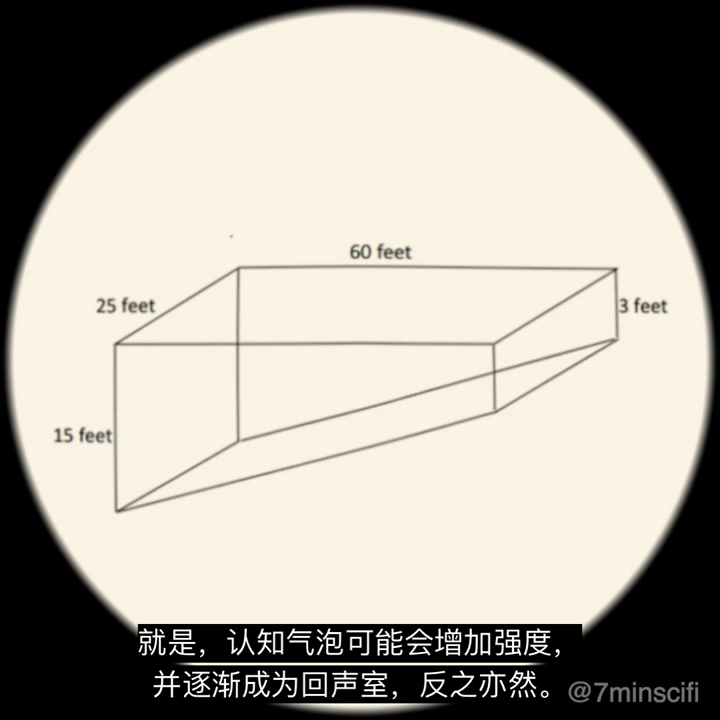 60 feet
25 feet
3 feet
15 feet
就是，认知气泡可能会增加强度，
并逐渐成为回声室，反之亦然。
@7minscifi